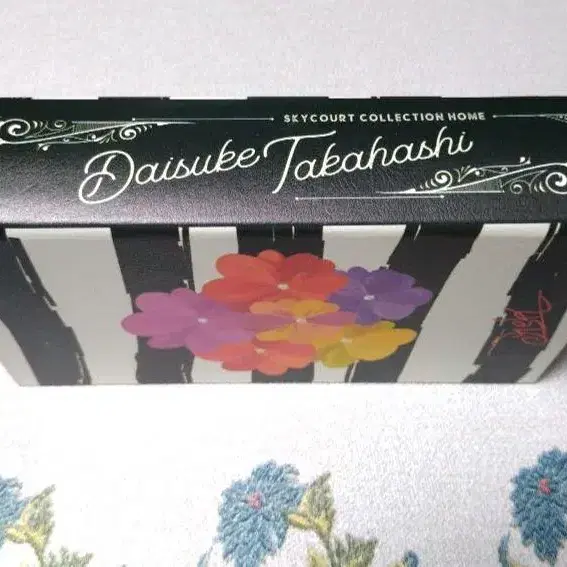 SKYCOURT COLLECTION HOME
Daisuke Takahashi